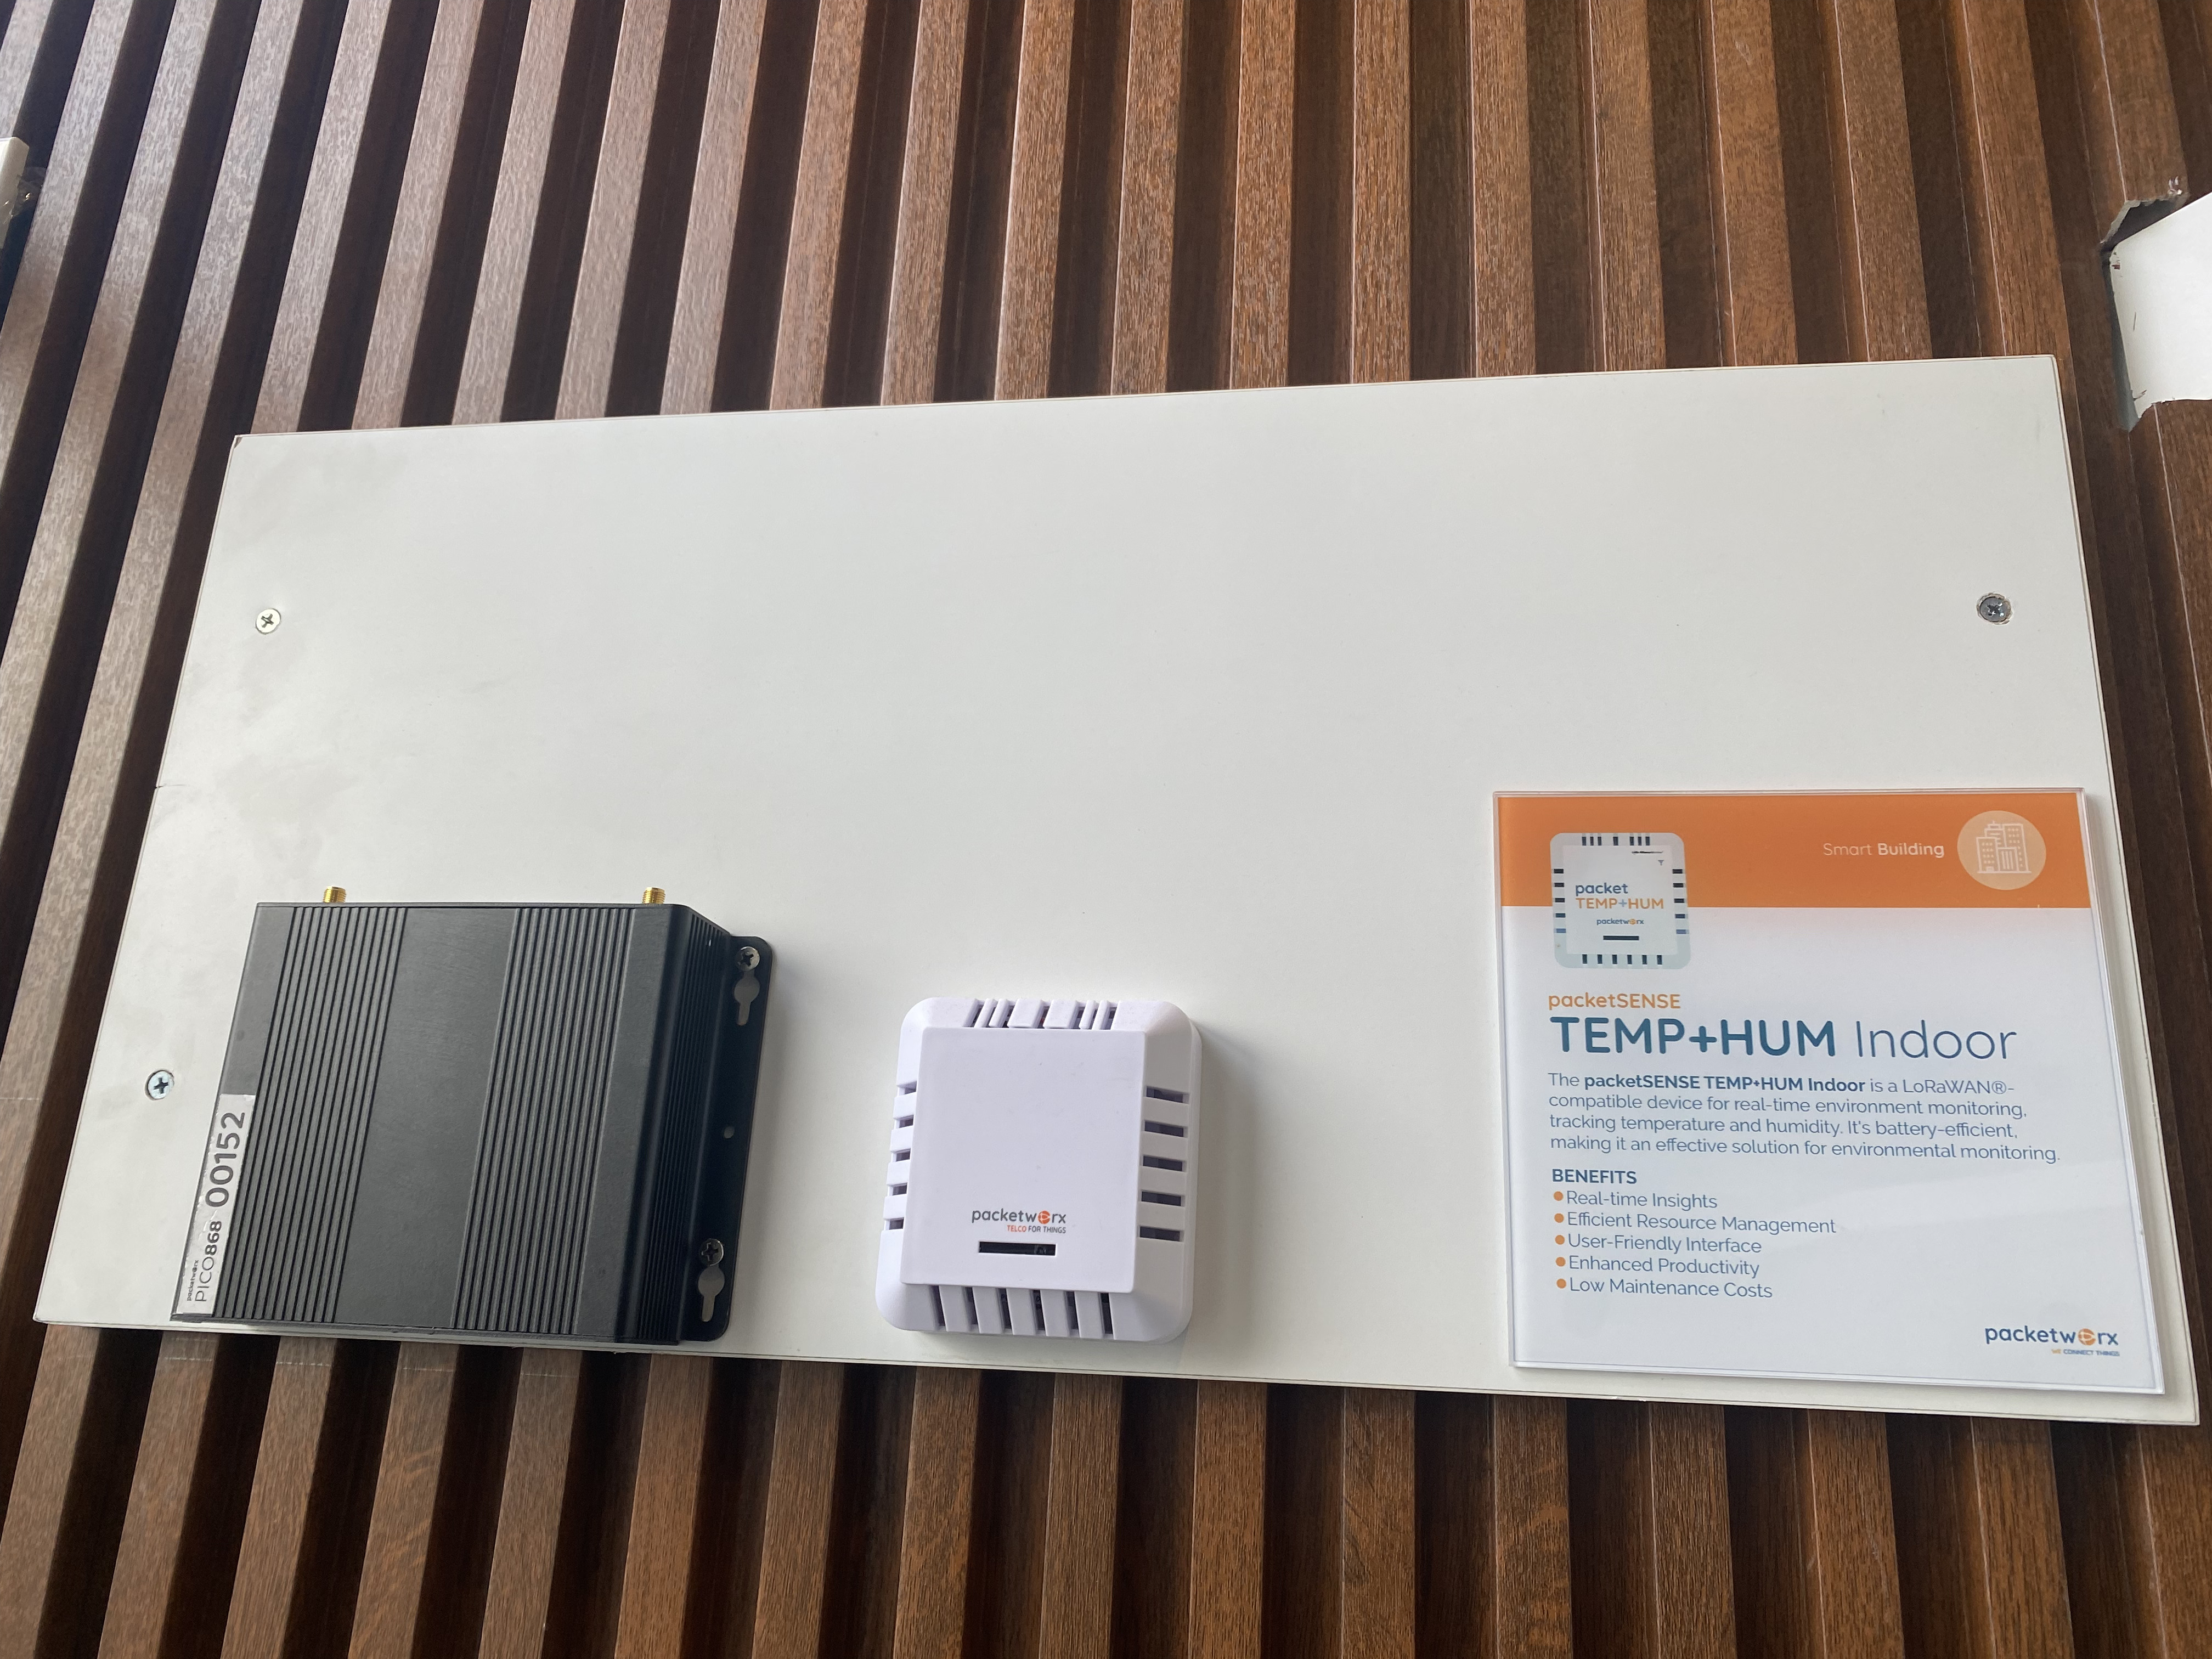 packetworx
PICO868 00152
packetworx
TELCO FOR THINGS
Smart Building
packet
TEMP+HUM
packetworx
packetSENSE
TEMP+HUM Indoor
The packetSENSE TEMP+HUM Indoor is a LoRaWAN®-
compatible device for real-time environment monitoring,
tracking temperature and humidity. It's battery-efficient,
making it an effective solution for environmental monitoring.
BENEFITS
Real-time Insights
Efficient Resource Management
User-Friendly Interface
Enhanced Productivity
Low Maintenance Costs
packetworx
WE CONNECT THINGS